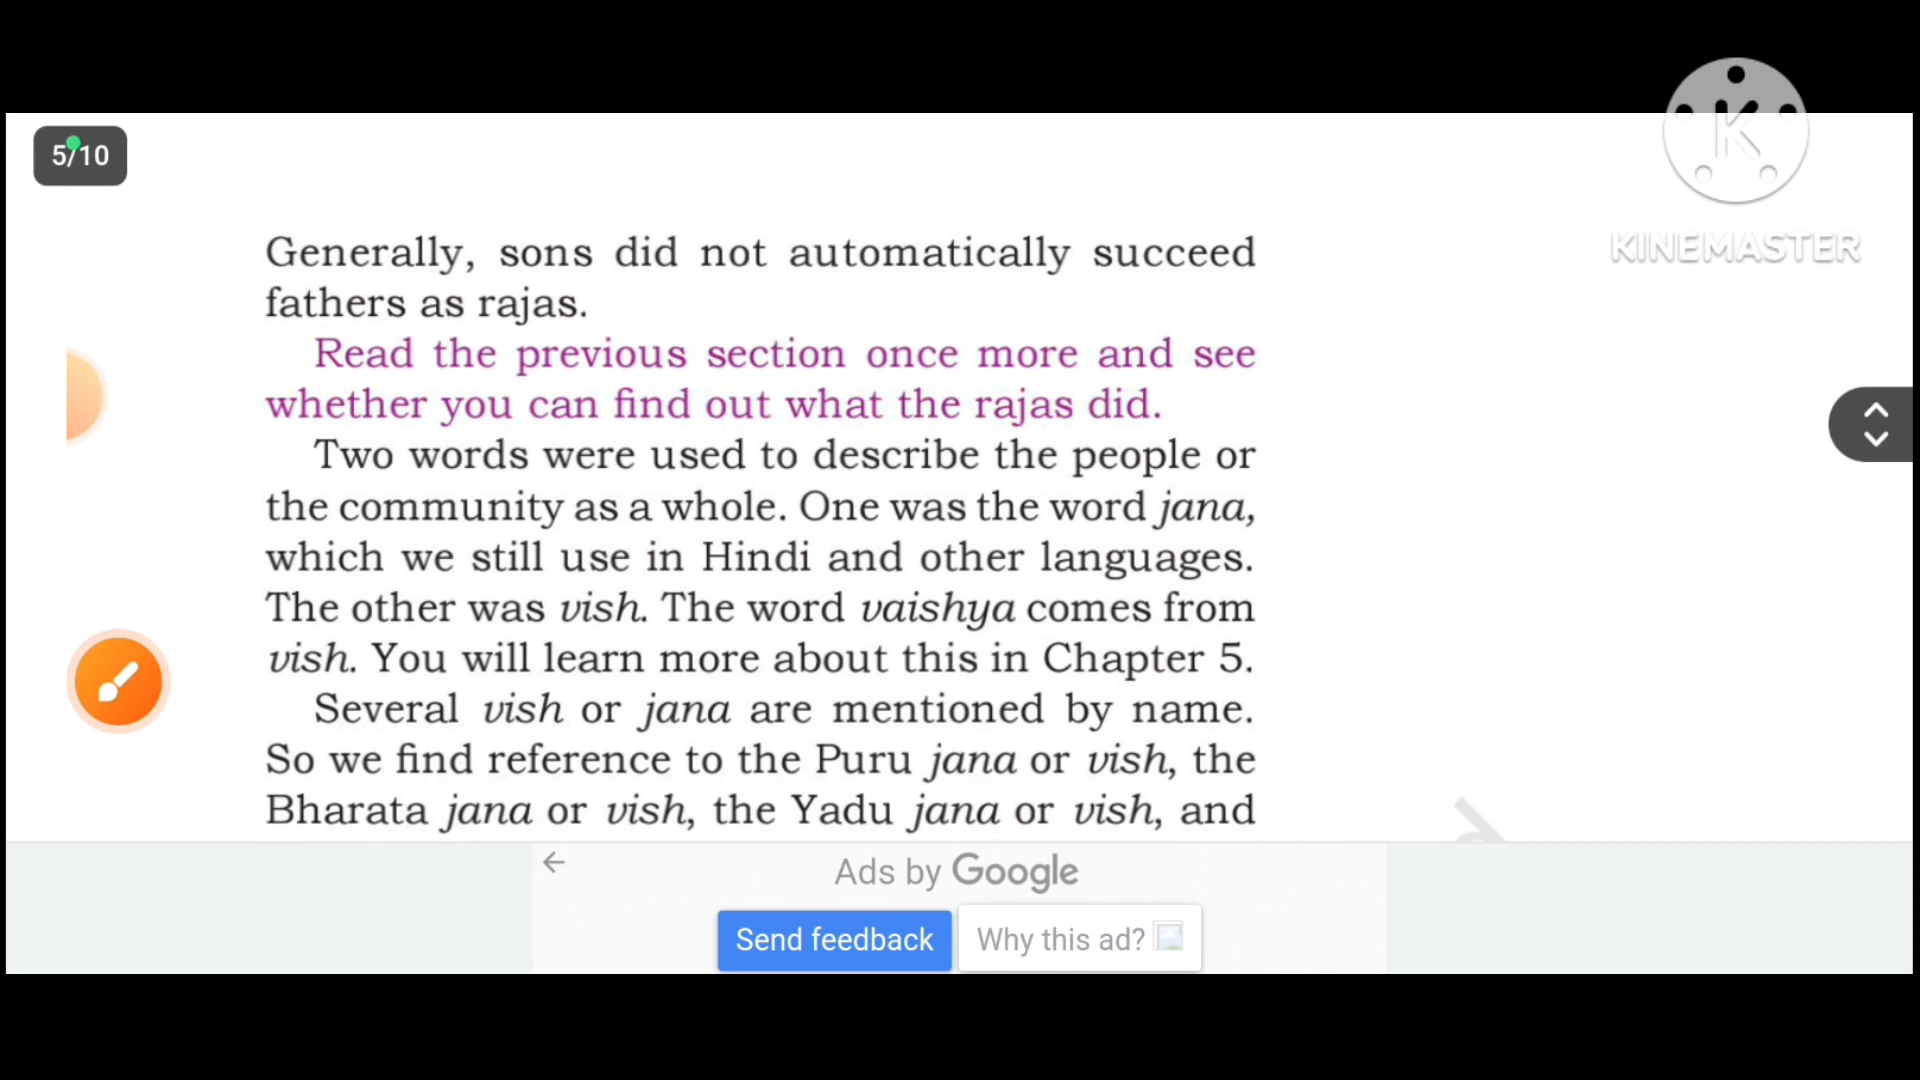 5/10
KINEMASTER
Generally, sons did not automatically succeed
fathers as rajas.
Read the previous section once more and see
whether you can find out what the rajas did.
Two words were used to describe the people or
the community as a whole. One was the word jana,
which we still use in Hindi and other languages.
The other was vish. The word vaishya comes from
vish. You will learn more about this in Chapter 5.
Several vish or jana are mentioned by name.
So we find reference to the Puru jana or vish, the
Bharata jana or vish, the Yadu jana or vish, and
Ads by Google
Send feedback
Why this ad?